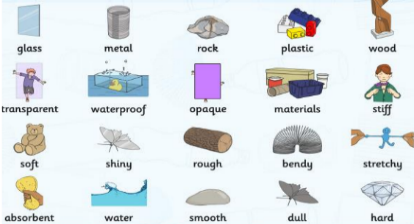 glass metal rock plastic wood
transparent waterproof opaque materials stiff
soft shiny rough bendy stretchy
absorbent water smooth dull hard